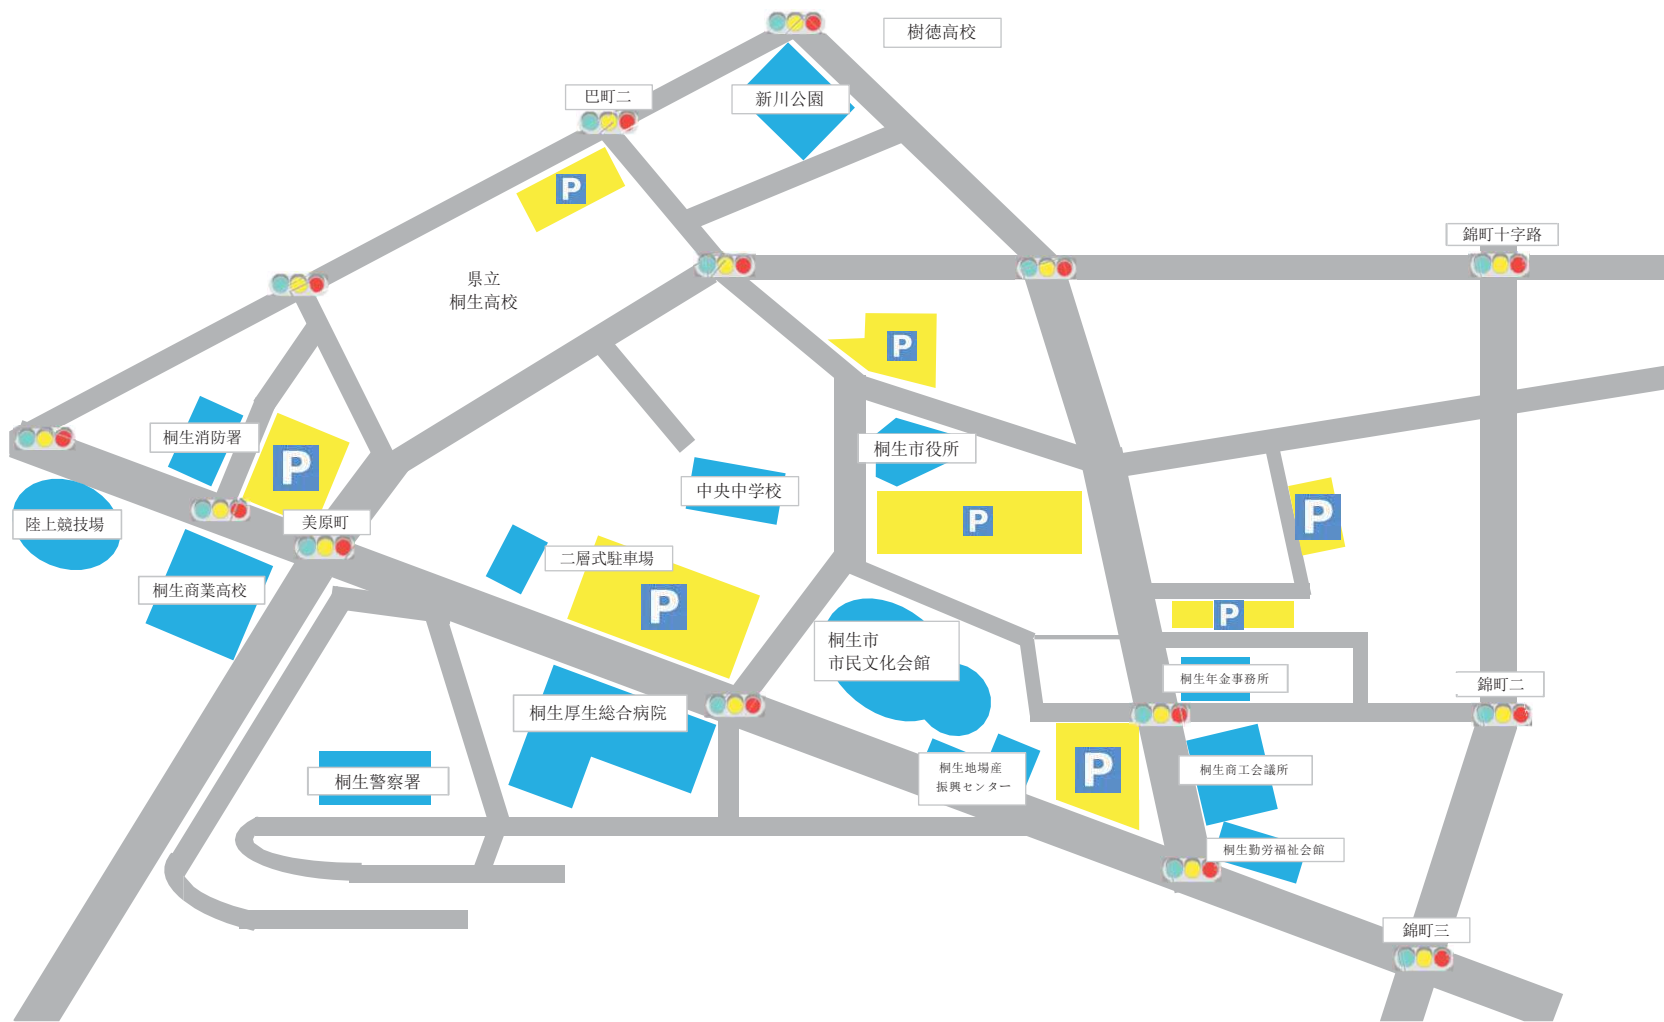 樹徳高校
巴町二
新川公園
P
錦町十字路
県立
桐生高校
P
桐生消防署
P
桐生市役所
中央中学校
陸上競技場
美原町
P
P
二層式駐車場
桐生商業高校
P
P
桐生市
市民文化会館
桐生年金事務所
錦町二
桐生厚生総合病院
桐生警察署
桐生地場産
振興センター
P
桐生商工会議所
桐生勤労福祉会館
錦町三